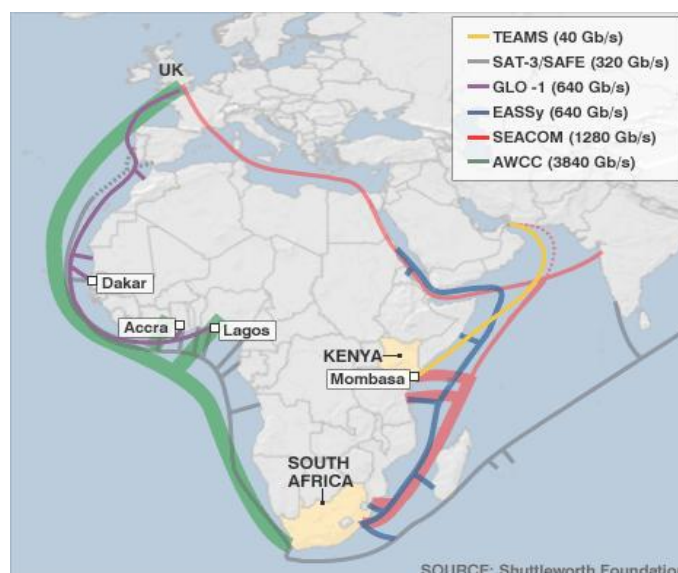 TEAMS (40 Gb/s)
SAT-3/SAFE (320 Gb/s)
GLO -1 (640 Gb/s)
EASSy (640 Gb/s)
SEACOM (1280 Gb/s)
AWCC (3840 Gb/s)
UK
Dakar
Accra
Lagos
KENYA
Mombasa
SOUTH
AFRICA
SOURCE: Shuttleworth Foundation